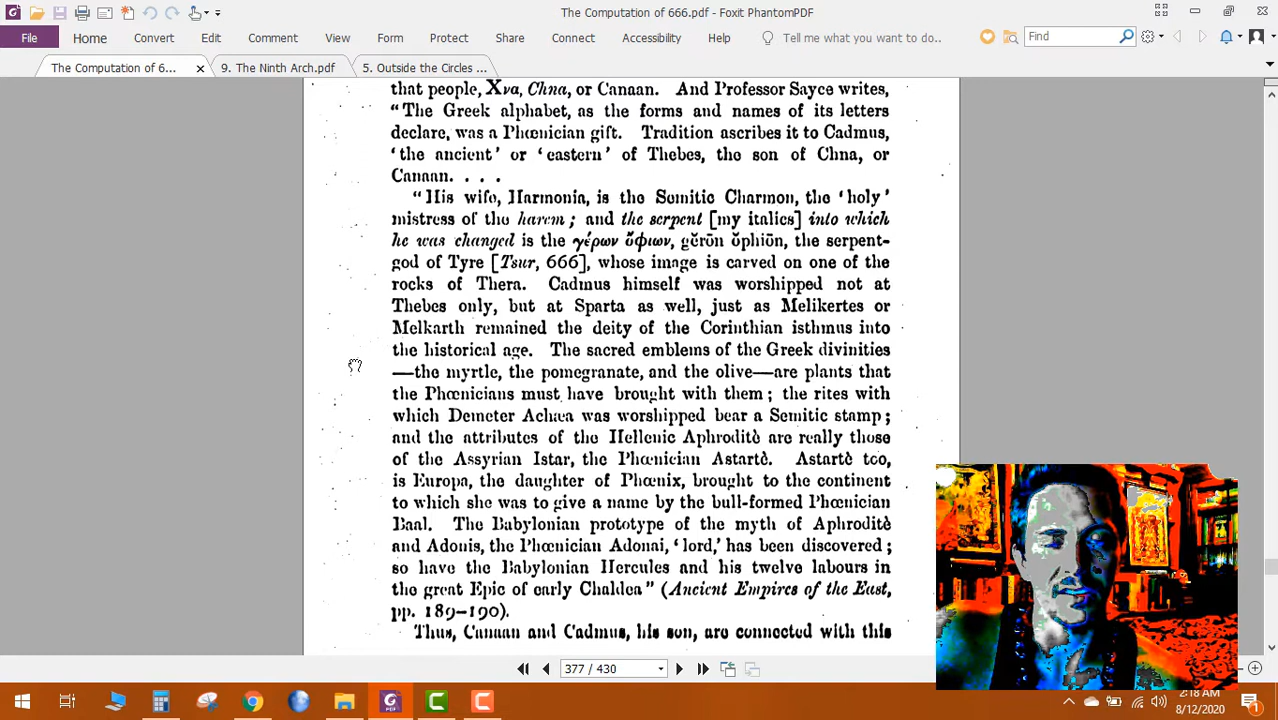 The Computation of 666.pdf - Foxit PhantomPDF
File Home Convert Edit Comment View Form Protect Share Connect Accessibility Help Tell me what you want to do.. Find
The Computation of 6... 9. The Ninth Arch.pdf 5. Outside the Circles ...
that people, Χνα, Chna, or Canaan. And Professor Sayce writes,
“The Greek alphabet, as the forms and names of its letters
declare, was a Phœnician gift. Tradition ascribes it to Cadmus,
‘the ancient’ or ‘eastern’ of Thebes, the son of Chna, or
Canaan. . . .
“His wife, Harmonia, is the Semitic Charmon, the ‘holy’
mistress of the harem; and the serpent [my italics] into which
he was changed is the γέρων ὄφιων, gĕrōn ŏphiōn, the serpent-
god of Tyre [Tsur, 666], whose image is carved on one of the
rocks of Thera. Cadmus himself was worshipped not at
Thebes only, but at Sparta as well, just as Melikertes or
Melkarth remained the deity of the Corinthian isthmus into
the historical age. The sacred emblems of the Greek divinities
—the myrtle, the pomegranate, and the olive—are plants that
the Phœnicians must have brought with them; the rites with
which Demeter Achæa was worshipped bear a Semitic stamp;
and the attributes of the Hellenic Aphroditè are really those
of the Assyrian Istar, the Phœnician Astartè. Astartè too,
is Europa, the daughter of Phœnix, brought to the continent
to which she was to give a name by the bull-formed Phœnician
Baal. The Babylonian prototype of the myth of Aphroditè
and Adonis, the Phœnician Adonai, ‘lord,’ has been discovered;
so have the Babylonian Hercules and his twelve labours in
the great Epic of early Chaldea” (Ancient Empires of the East,
pp. 189–190).
Thus, Canaan and Cadmus, his son, are connected with this
377 / 430
2:18 AM
8/12/2020